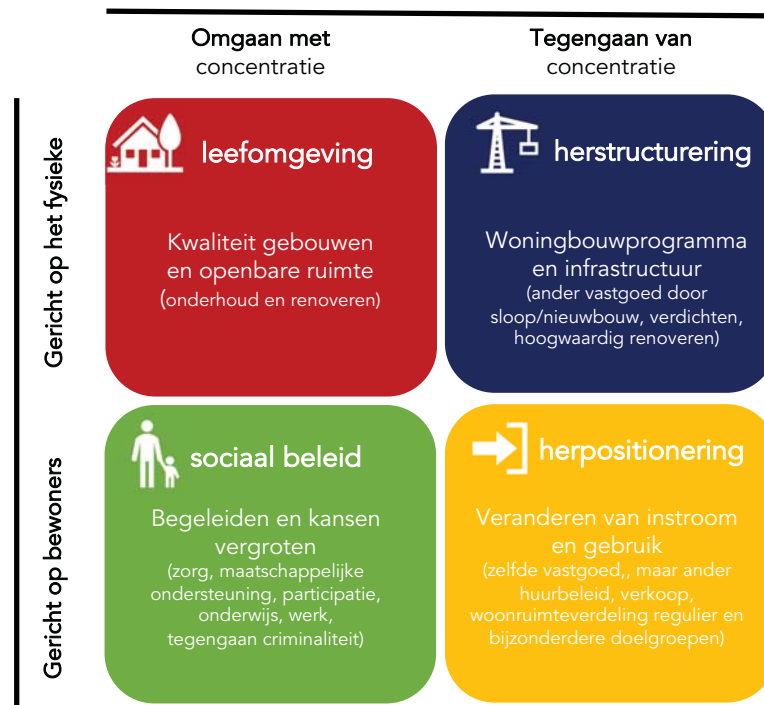 Omgaan met
concentratie
Tegengaan van
concentratie
Gericht op het fysieke
leefomgeving
Kwaliteit gebouwen
en openbare ruimte
(onderhoud en renoveren)
herstructurering
Woningbouwprogramma
en infrastructuur
(ander vastgoed door
sloop/nieuwbouw, verdichten,
hoogwaardig renoveren)
Gericht op bewoners
sociaal beleid
Begeleiden en kansen
vergroten
(zorg, maatschappelijke
ondersteuning, participatie,
onderwijs, werk,
tegengaan criminaliteit)
herpositionering
Veranderen van instroom
en gebruik
(zelfde vastgoed,, maar ander
huurbeleid, verkoop,
woonruimteverdeling regulier en
bijzonderdere doelgroepen)